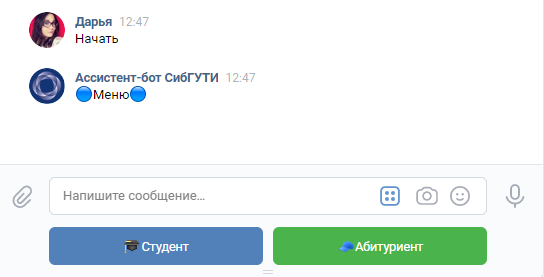 Дарья 12:47
Начать
Ассистент-бот СибГУТИ 12:47
🔵Меню🔵
Напишите сообщение...
🎓Студент
🧢Абитуриент